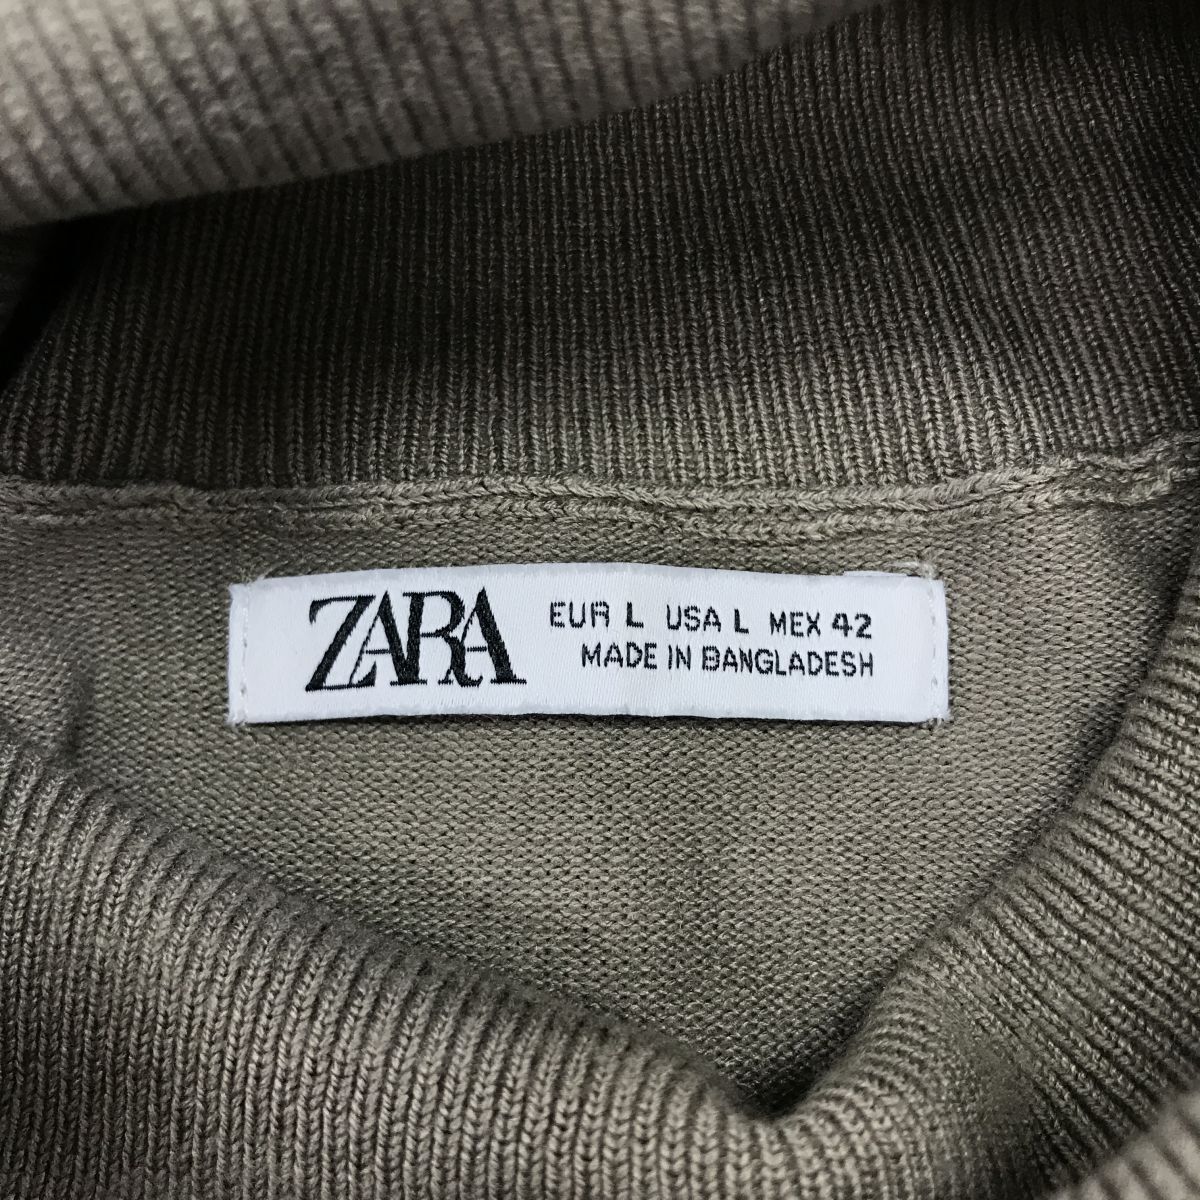 ZARA
EUR L USA L MEX 42
MADE IN BANGLADESH